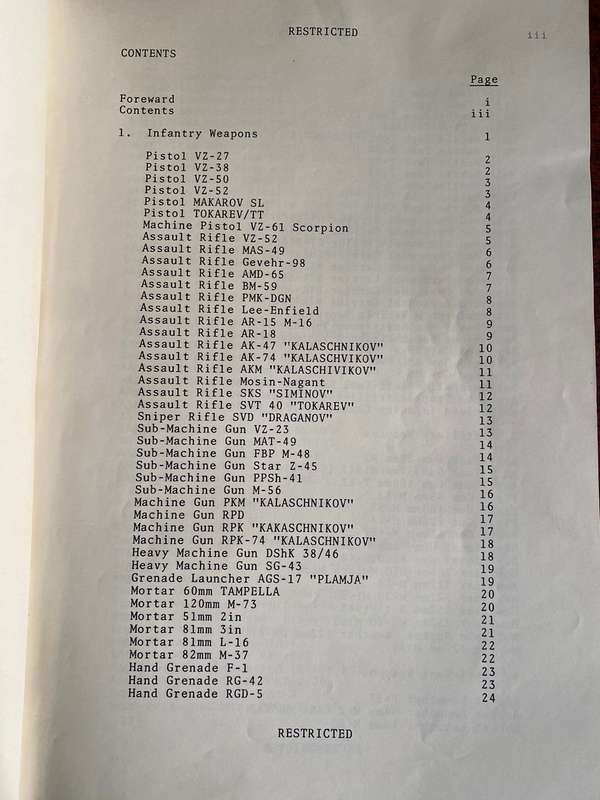 RESTRICTED iii
CONTENTS
Page
Foreward i
Contents iii
1. Infantry Weapons 1
Pistol VZ-27 2
Pistol VZ-38 2
Pistol VZ-50 3
Pistol VZ-52 3
Pistol MAKAROV SL 4
Pistol TOKAREV/TT 4
Machine Pistol VZ-61 Scorpion 5
Assault Rifle VZ-52 5
Assault Rifle MAS-49 6
Assault Rifle Gevehr-98 6
Assault Rifle AMD-65 7
Assault Rifle BM-59 7
Assault Rifle PMK-DGN 8
Assault Rifle Lee-Enfield 8
Assault Rifle AR-15 M-16 9
Assault Rifle AR-18 9
Assault Rifle AK-47 "KALASCHNIKOV" 10
Assault Rifle AK-74 "KALASCHVIKOV" 10
Assault Rifle AKM "KALASCHIVIKOV" 11
Assault Rifle Mosin-Nagant 11
Assault Rifle SKS "SIMINOV" 12
Assault Rifle SVT 40 "TOKAREV" 12
Sniper Rifle SVD "DRAGANOV" 13
Sub-Machine Gun VZ-23 13
Sub-Machine Gun MAT-49 14
Sub-Machine Gun FBP M-48 14
Sub-Machine Gun Star Z-45 15
Sub-Machine Gun PPSh-41 15
Sub-Machine Gun M-56 16
Machine Gun PKM "KALASCHNIKOV" 16
Machine Gun RPD 17
Machine Gun RPK "KAKASCHNIKOV" 17
Machine Gun RPK-74 "KALASCHNIKOV" 18
Heavy Machine Gun DShK 38/46 18
Heavy Machine Gun SG-43 19
Grenade Launcher AGS-17 "PLAMJA" 19
Mortar 60mm TAMPELLA 20
Mortar 120mm M-73 20
Mortar 51mm 2in 21
Mortar 81mm 3in 21
Mortar 81mm L-16 22
Mortar 82mm M-37 22
Hand Grenade F-1 23
Hand Grenade RG-42 23
Hand Grenade RGD-5 24
RESTRICTED